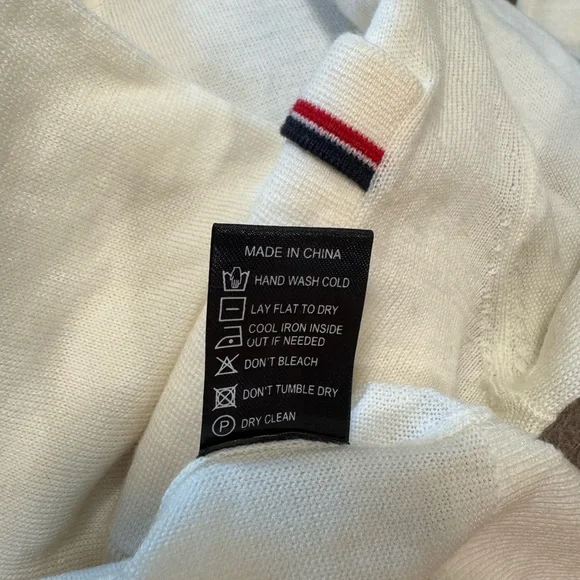 MADE IN CHINA
HAND WASH COLD
LAY FLAT TO DRY
COOL IRON INSIDE
OUT IF NEEDED
DON'T BLEACH
DON'T TUMBLE DRY
P DRY CLEAN